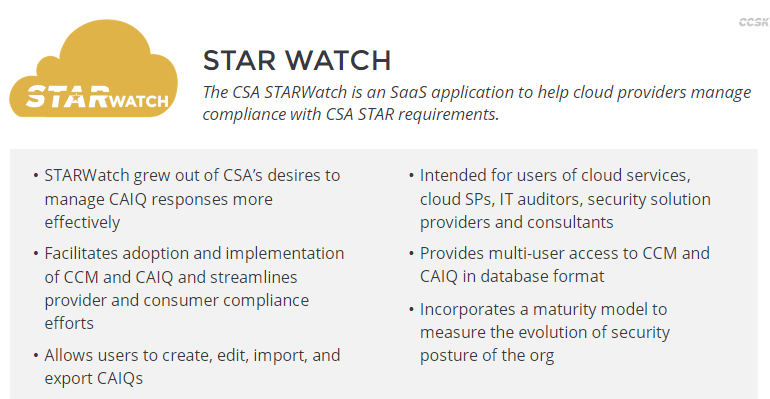 CCSK
STARWATCH
STAR WATCH
The CSA STARWatch is an SaaS application to help cloud providers manage
compliance with CSA STAR requirements.
• STARWatch grew out of CSA’s desires to
manage CAIQ responses more
effectively
• Facilitates adoption and implementation
of CCM and CAIQ and streamlines
provider and consumer compliance
efforts
• Allows users to create, edit, import, and
export CAIQs
• Intended for users of cloud services,
cloud SPs, IT auditors, security solution
providers and consultants
• Provides multi-user access to CCM and
CAIQ in database format
• Incorporates a maturity model to
measure the evolution of security
posture of the org